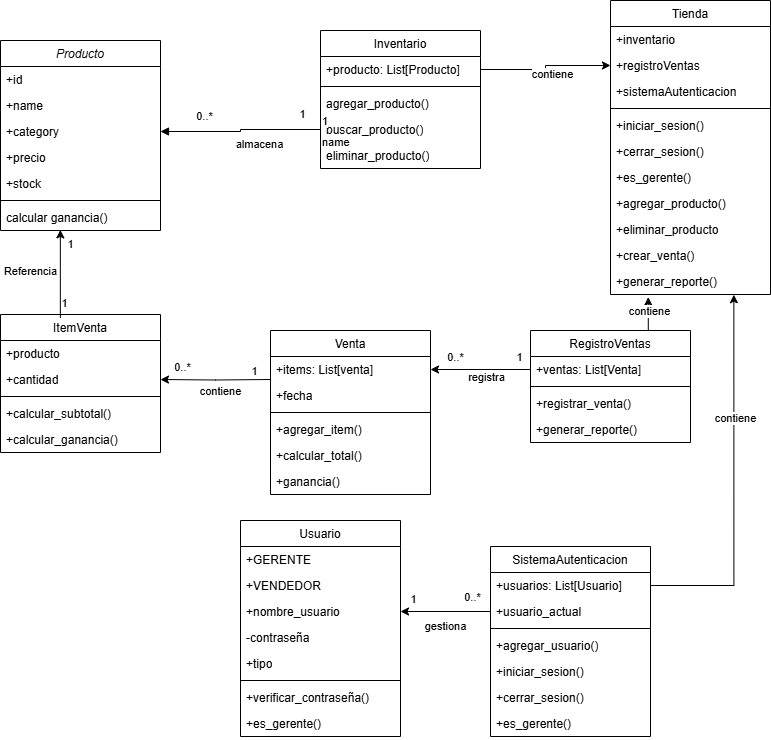 Producto
+id
+name
+category
+precio
+stock
calcular ganancia()
0..*
1
almacena
Inventario
+producto: List[Producto]
agregar_producto()
1
buscar_producto()
name
eliminar_producto()
contiene
Tienda
+inventario
+registroVentas
+sistemaAutenticacion
+iniciar_sesion()
+cerrar_sesion()
+es_gerente()
+agregar_producto()
+eliminar_producto
+crear_venta()
+generar_reporte()
1
Referencia
1
ItemVenta
+producto
+cantidad
+calcular_subtotal()
+calcular_ganancia()
0..*
1
contiene
Venta
+items: List[venta]
+fecha
+agregar_item()
+calcular_total()
+ganancia()
0..*
1
registra
contiene
RegistroVentas
+ventas: List[Venta]
+registrar_venta()
+generar_reporte()
contiene
Usuario
+GERENTE
+VENDEDOR
+nombre_usuario
-contraseña
+tipo
+verificar_contraseña()
+es_gerente()
1
0..*
gestiona
SistemaAutenticacion
+usuarios: List[Usuario]
+usuario_actual
+agregar_usuario()
+iniciar_sesion()
+cerrar_sesion()
+es_gerente()